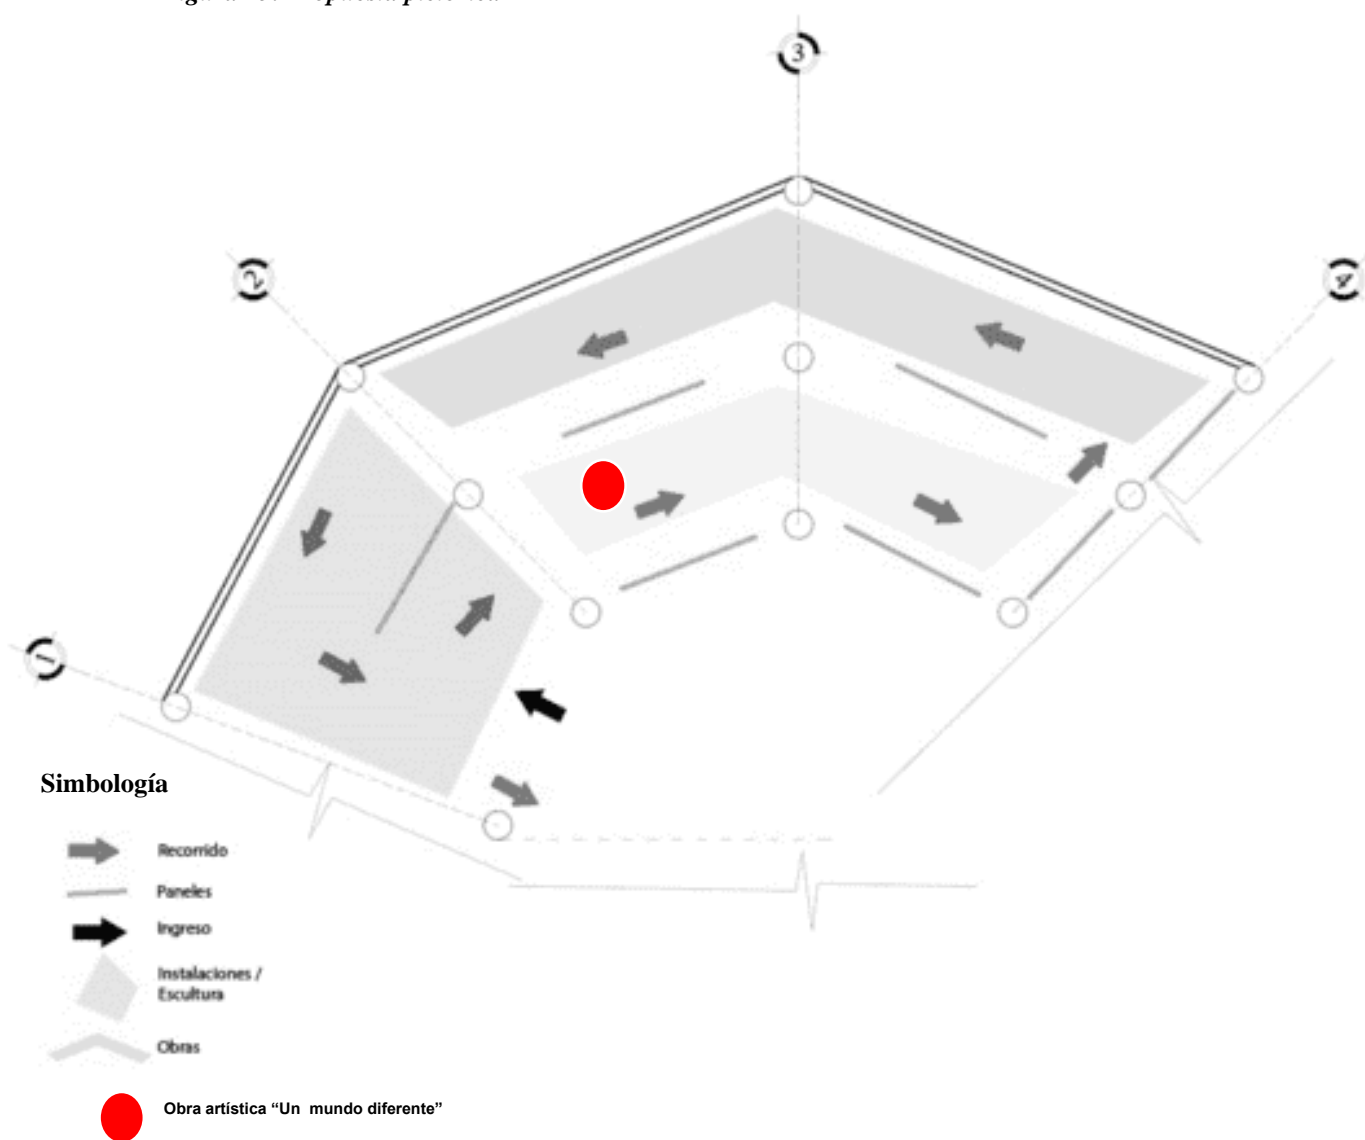 3
2
4
1
Simbología
Recorrido
Paneles
Ingreso
Instalaciones /
Escultura
Obras
Obra artística “Un mundo diferente”